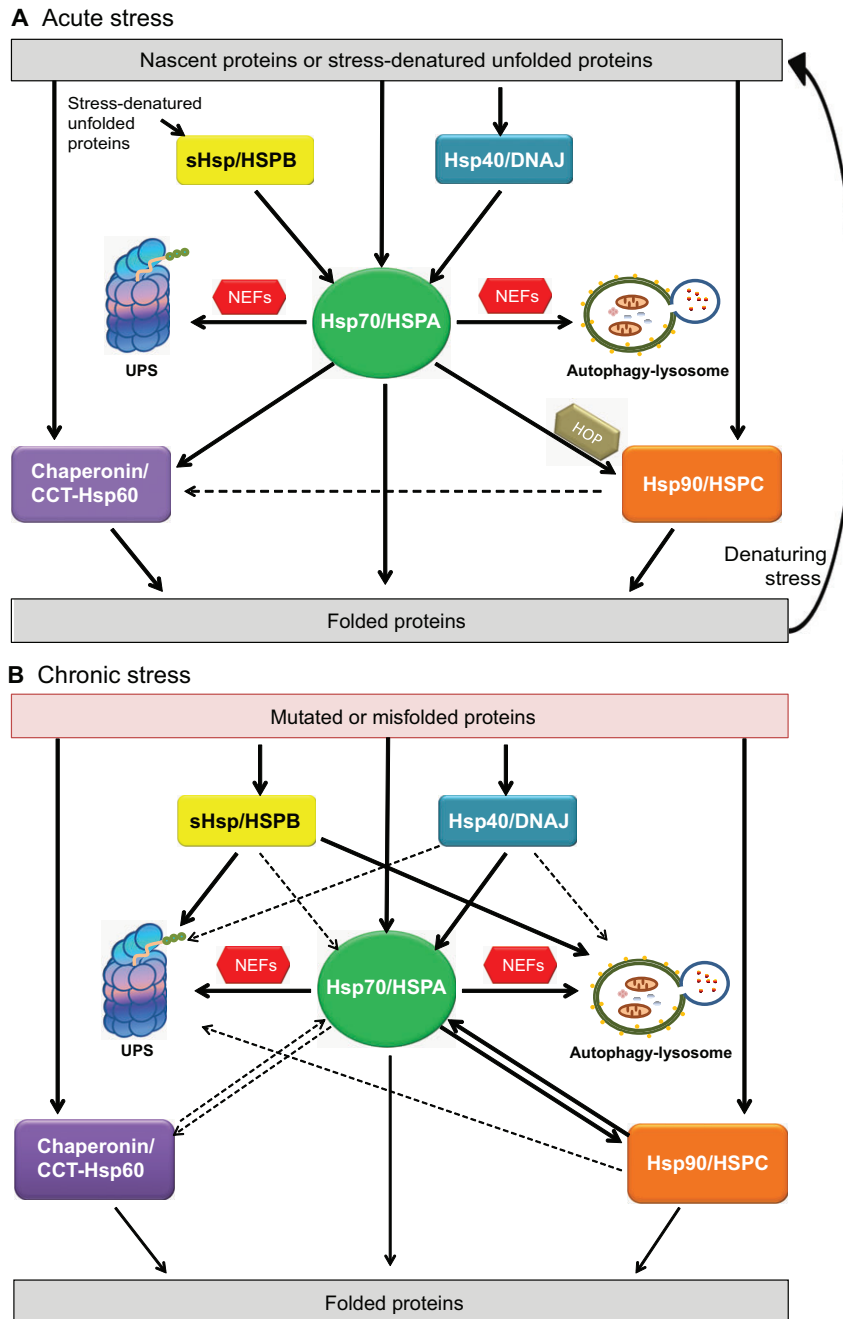 A Acute stress
Nascent proteins or stress-denatured unfolded proteins
Stress-denatured
unfolded
proteins
sHsp/HSPB
Hsp40/DNAJ
NEFs
Hsp70/HSPA
NEFs
UPS
Autophagy-lysosome
HOP
Chaperonin/
CCT-Hsp60
Hsp90/HSPC
Denaturing
stress
Folded proteins
B Chronic stress
Mutated or misfolded proteins
sHsp/HSPB
Hsp40/DNAJ
NEFs
Hsp70/HSPA
NEFs
UPS
Autophagy-lysosome
Chaperonin/
CCT-Hsp60
Hsp90/HSPC
Folded proteins